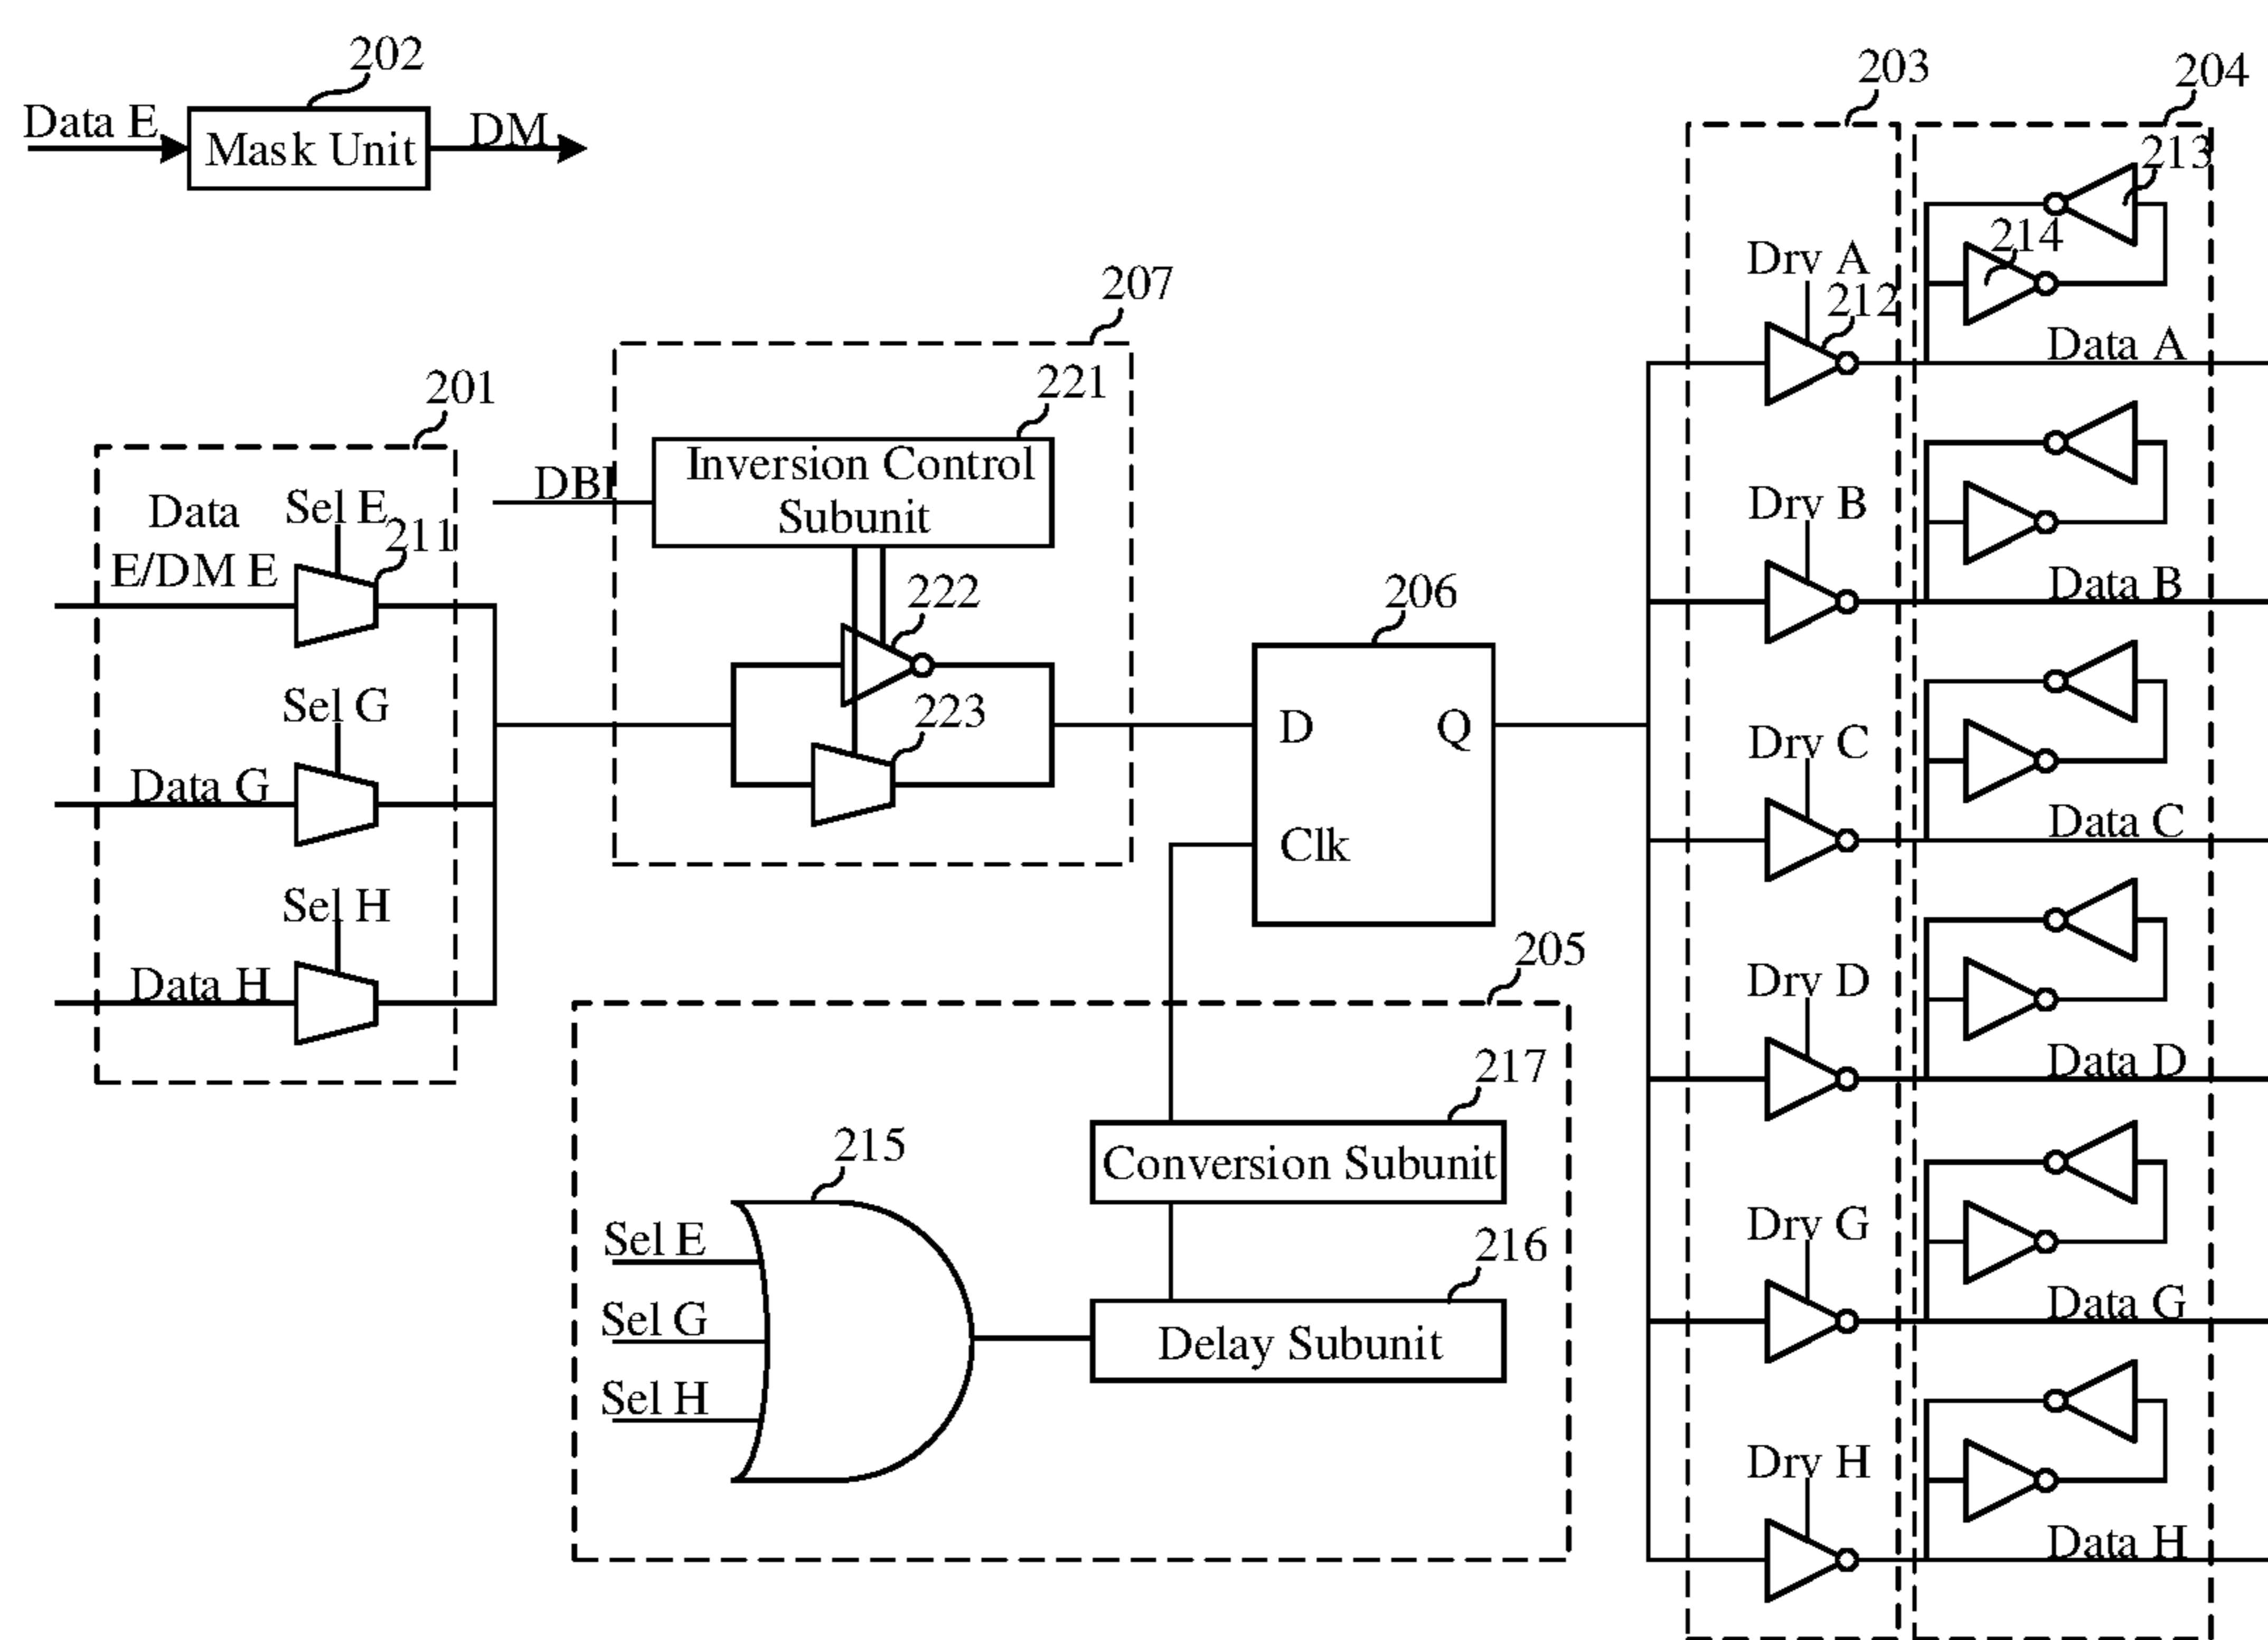 202
Data E
Mask Unit
DM
203
204
213
214
Drv A
212
Data A
207
221
201
DBI
Inversion Control
Subunit
Data
E/DM E
Sel E
211
222
223
Sel G
Data G
Sel H
Data H
206
D
Q
Clk
Drv B
Data B
Drv C
Data C
Drv D
Data D
205
217
Conversion Subunit
215
216
Delay Subunit
Sel E
Sel G
Sel H
Drv G
Data G
Drv H
Data H